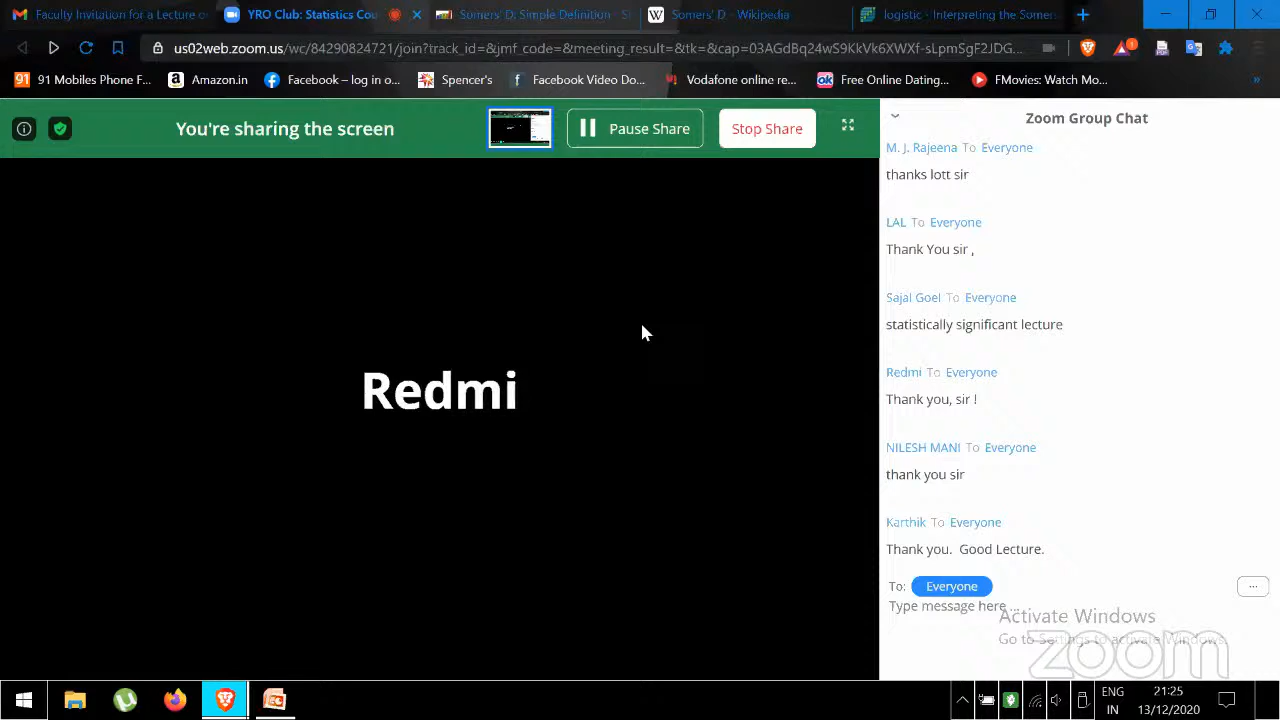 Faculty Invitation for a Lecture o
YRO Club: Statistics Cou
Somers' D: Simple Definition - S
Somers' D - Wikipedia
logistic - Interpreting the Somers
us02web.zoom.us/wc/84290824721/join?track_id=&jmf_code=&meeting_result=&tk=&cap=03AGdBq24wS9KkVk6XWXf-sLpmSgF2JDG...
91 Mobiles Phone F...
Amazon.in
Facebook – log in o...
Spencer's
Facebook Video Do...
Vodafone online re...
Free Online Dating...
FMovies: Watch Mo...
You're sharing the screen
Pause Share
Stop Share
Zoom Group Chat
M. J. Rajeena To Everyone
thanks lott sir
LAL To Everyone
Thank You sir ,
Sajal Goel To Everyone
statistically significant lecture
Redmi To Everyone
Thank you, sir !
NILESH MANI To Everyone
thank you sir
Karthik To Everyone
Thank you.  Good Lecture.
To: Everyone
Type message here ...
Redmi
Activate Windows
Go to Settings to activate Windows.
zoom
ENG
IN
21:25
13/12/2020